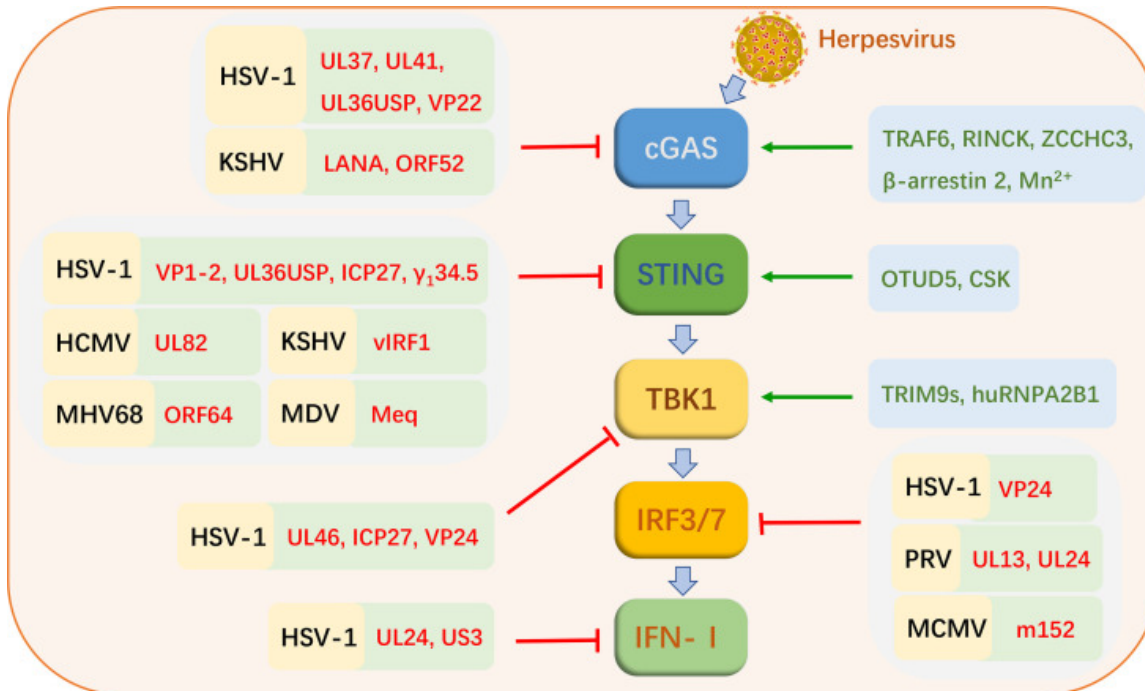 Herpesvirus
HSV-1
UL37, UL41,
UL36USP, VP22
KSHV
LANA, ORF52
cGAS
TRAF6, RINCK, ZCCHC3,
β-arrestin 2, Mn²⁺
HSV-1
VP1-2, UL36USP, ICP27, γ₁34.5
HCMV
UL82
KSHV
vIRF1
MHV68
ORF64
MDV
Meq
STING
OTUD5, CSK
TBK1
TRIM9s, huRNPA2B1
HSV-1
UL46, ICP27, VP24
IRF3/7
HSV-1
VP24
PRV
UL13, UL24
MCMV
m152
HSV-1
UL24, US3
IFN- I